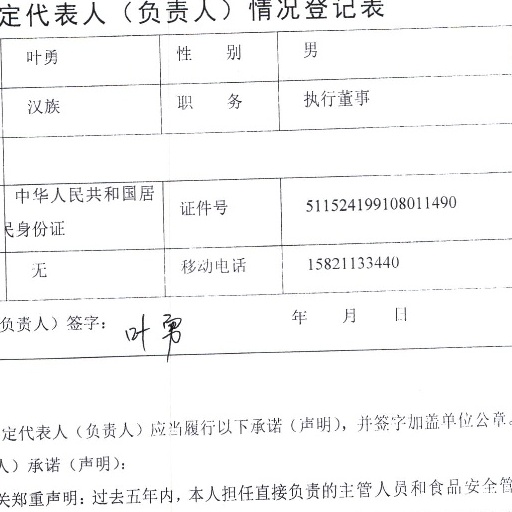 定代表人（负责人）情况登记表
叶勇 性 别 男
汉族 职 务 执行董事
中华人民共和国居民身份证 证件号 511524199108011490
无 移动电话 15821133440
负责人）签字： 叶勇 年 月 日
定代表人（负责人）应当履行以下承诺（声明），并签字加盖单位公章。
人）承诺（声明）：
关郑重声明：过去五年内，本人担任直接负责的主管人员和食品安全管